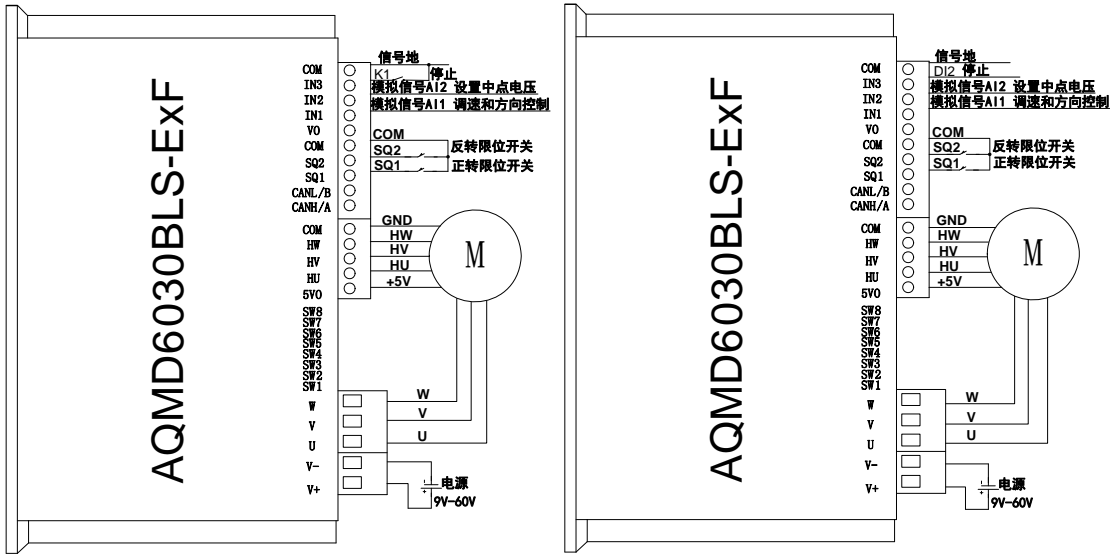 AQMD6030BLS-ExF
COM 信号地
IN3 K1 停止
IN2 模拟信号AI2 设置中点电压
IN1 模拟信号AI1 调速和方向控制
VO
COM COM
SQ2 SQ2 反转限位开关
SQ1 SQ1 正转限位开关
CANL/B
CANH/A
COM GND
HW HW
HV HV
HU HU
5VO +5V
M
SW8
SW7
SW6
SW5
SW4
SW3
SW2
SW1
W W
V V
U U
V-
V+
电源
9V-60V
AQMD6030BLS-ExF
COM 信号地
IN3 DI2 停止
IN2 模拟信号AI2 设置中点电压
IN1 模拟信号AI1 调速和方向控制
VO
COM COM
SQ2 SQ2 反转限位开关
SQ1 SQ1 正转限位开关
CANL/B
CANH/A
COM GND
HW HW
HV HV
HU HU
5VO +5V
M
SW8
SW7
SW6
SW5
SW4
SW3
SW2
SW1
W W
V V
U U
V-
V+
电源
9V-60V